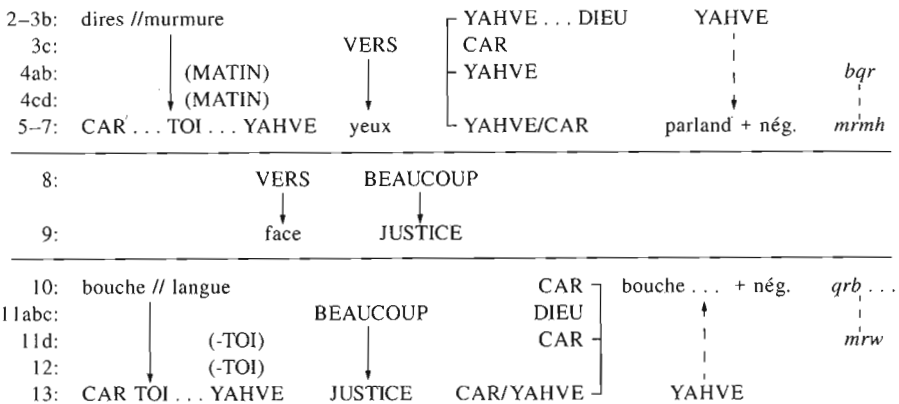 2–3b: dires //murmure YAHVE . . . DIEU YAHVE
3c: VERS CAR
4ab: (MATIN) YAHVE bqr
4cd: (MATIN)
5–7: CAR . . . TOI . . . YAHVE yeux YAHVE/CAR parland + nég. mrmh
8: VERS BEAUCOUP
9: face JUSTICE
10: bouche // langue CAR bouche . . . + nég. qrb . . .
11abc: BEAUCOUP DIEU
11d: (-TOI) CAR mrw
12: (-TOI)
13: CAR TOI . . . YAHVE JUSTICE CAR/YAHVE YAHVE